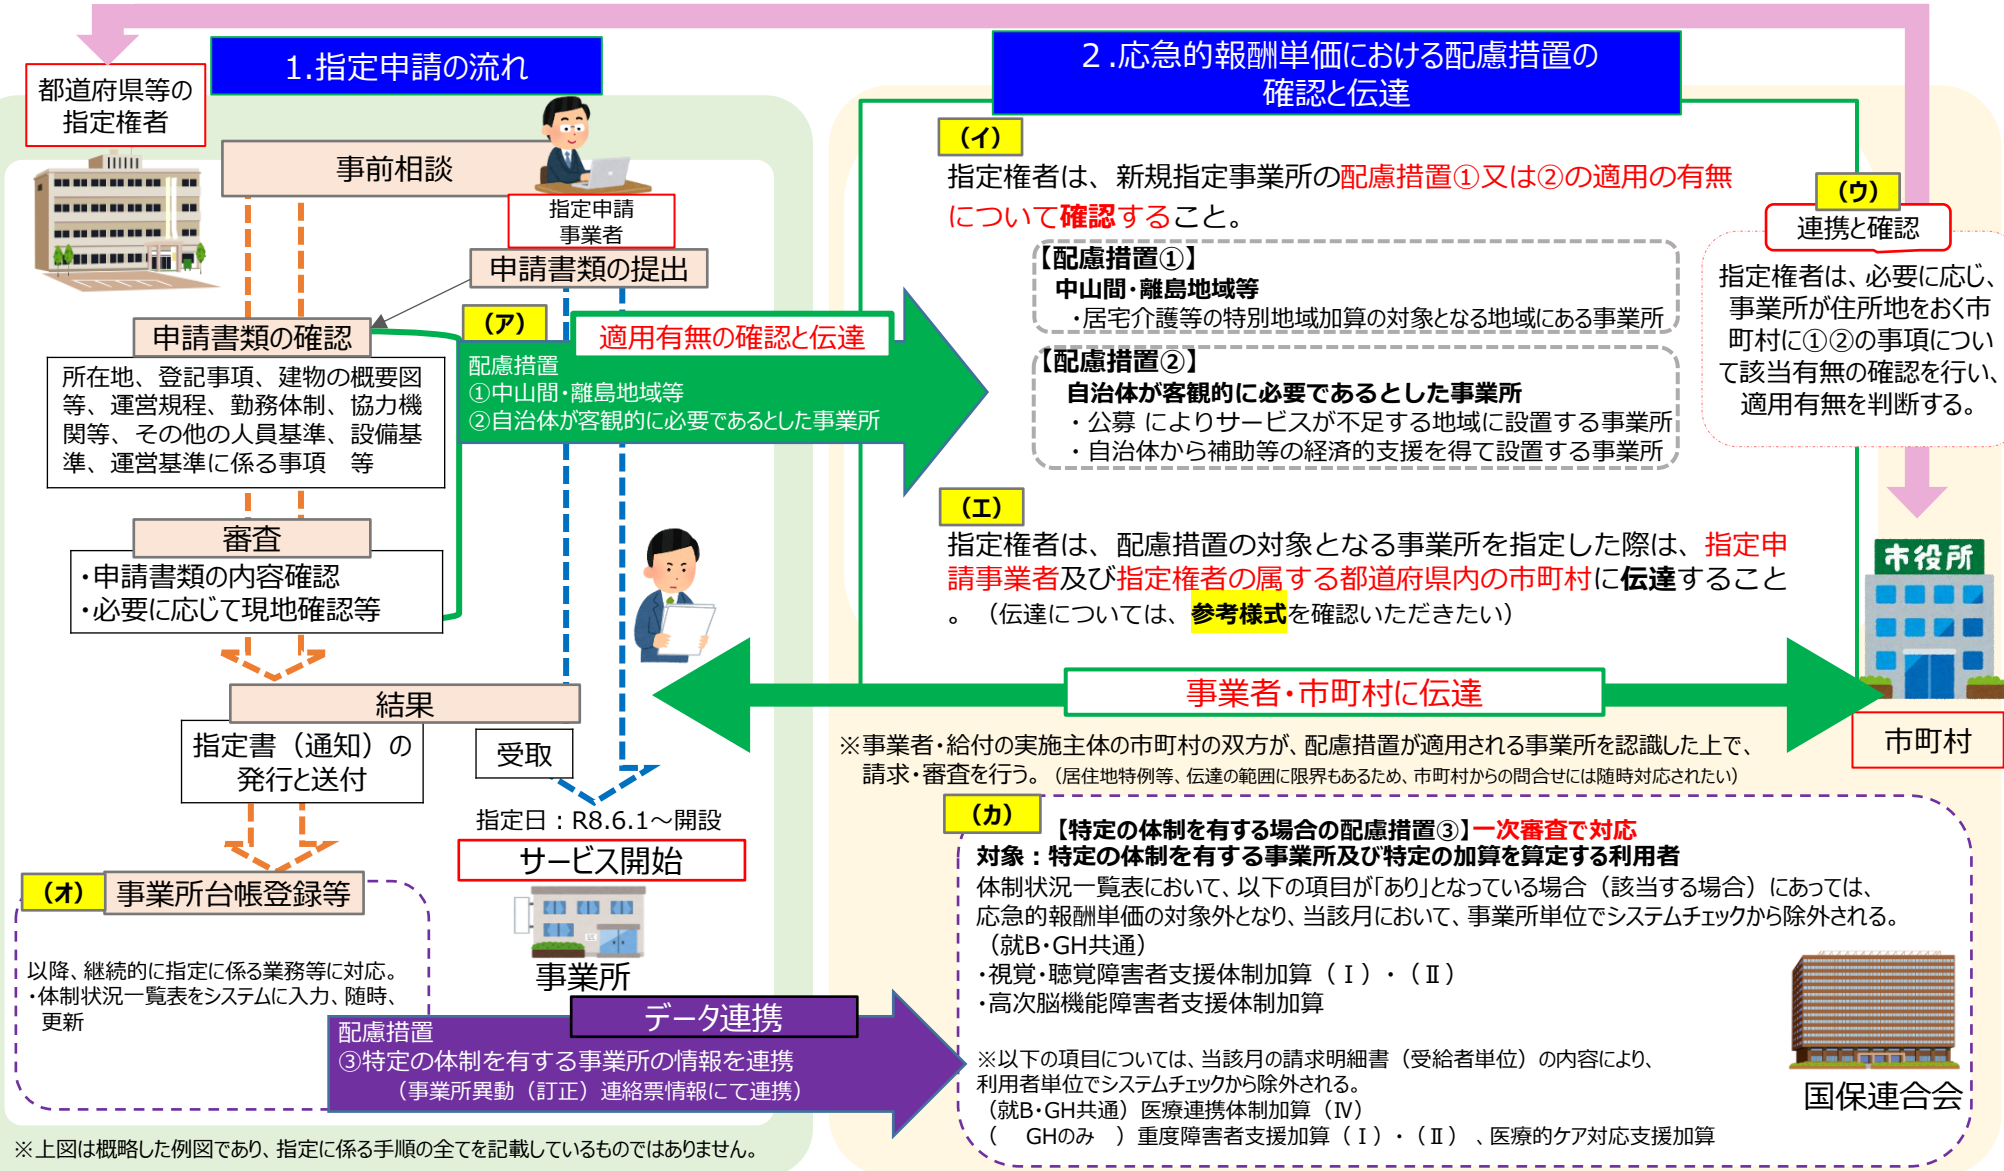 1.指定申請の流れ
都道府県等の
指定権者
事前相談
指定申請
事業者
申請書類の提出
申請書類の確認
所在地、登記事項、建物の概要図
等、運営規程、勤務体制、協力機
関等、その他の人員基準、設備基
準、運営基準に係る事項　等
審査
・申請書類の内容確認
・必要に応じて現地確認等
結果
指定書（通知）の
発行と送付
受取
指定日：R8.6.1～開設
サービス開始
事業所
（オ）
事業所台帳登録等
以降、継続的に指定に係る業務等に対応。
・体制状況一覧表をシステムに入力、随時、
更新
（ア）
適用有無の確認と伝達
配慮措置
①中山間・離島地域等
②自治体が客観的に必要であるとした事業所
データ連携
配慮措置
③特定の体制を有する事業所の情報を連携
（事業所異動（訂正）連絡票情報にて連携）
※上図は概略した例図であり、指定に係る手順の全てを記載しているものではありません。
２.応急的報酬単価における配慮措置の
確認と伝達
（イ）
指定権者は、新規指定事業所の配慮措置①又は②の適用の有無
について確認すること。
【配慮措置①】
中山間・離島地域等
・居宅介護等の特別地域加算の対象となる地域にある事業所
【配慮措置②】
自治体が客観的に必要であるとした事業所
・公募 によりサービスが不足する地域に設置する事業所
・自治体から補助等の経済的支援を得て設置する事業所
（ウ）
連携と確認
指定権者は、必要に応じ、
事業所が住所地をおく市
町村に①②の事項につい
て該当有無の確認を行い、
適用有無を判断する。
（エ）
指定権者は、配慮措置の対象となる事業所を指定した際は、指定申
請事業者及び指定権者の属する都道府県内の市町村に伝達すること
。（伝達については、参考様式を確認いただきたい）
事業者・市町村に伝達
市役所
市町村
※事業者・給付の実施主体の市町村の双方が、配慮措置が適用される事業所を認識した上で、
請求・審査を行う。（居住地特例等、伝達の範囲に限界もあるため、市町村からの問合せには随時対応されたい）
（カ）
【特定の体制を有する場合の配慮措置③】一次審査で対応
対象：特定の体制を有する事業所及び特定の加算を算定する利用者
体制状況一覧表において、以下の項目が「あり」となっている場合（該当する場合）にあっては、
応急的報酬単価の対象外となり、当該月において、事業所単位でシステムチェックから除外される。
（就B・GH共通）
・視覚・聴覚障害者支援体制加算（Ⅰ）・（Ⅱ）
・高次脳機能障害者支援体制加算
※以下の項目については、当該月の請求明細書（受給者単位）の内容により、
利用者単位でシステムチェックから除外される。
（就B・GH共通）医療連携体制加算（Ⅳ）
（　GHのみ　）重度障害者支援加算（Ⅰ）・（Ⅱ）、医療的ケア対応支援加算
国保連合会